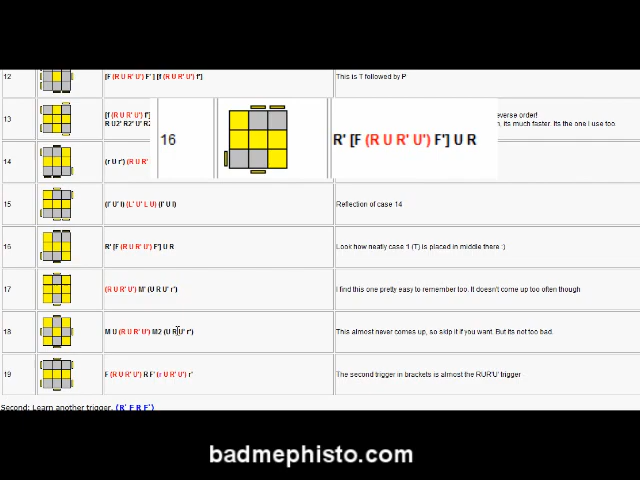 12 [F (R U R' U') F' ] [f (R U R' U') f'] This is T followed by P
13 [f (R U R' U') f'] everse order!
R U2' R2' U' R2 n, its much faster. Its the one I use too.
16 R' [F (R U R' U') F'] U R
14 (r U r') (R U R'
15 (l' U' l) (L' U' L U) (l' U l) Reflection of case 14
16 R' [F (R U R' U') F'] U R Look how neatly case 1 (T) is placed in middle there :)
17 (R U R' U') M' (U R U' r') I find this one pretty easy to remember too. It doesn't come up too often though
18 M U (R U R' U') M2 (U R U' r') This almost never comes up, so skip it if you want. But its not too bad.
19 F (R U R' U') R F' (r U R' U') r' The second trigger in brackets is almost the RUR'U' trigger
Second: Learn another trigger, (R' F R F')
badmephisto.com